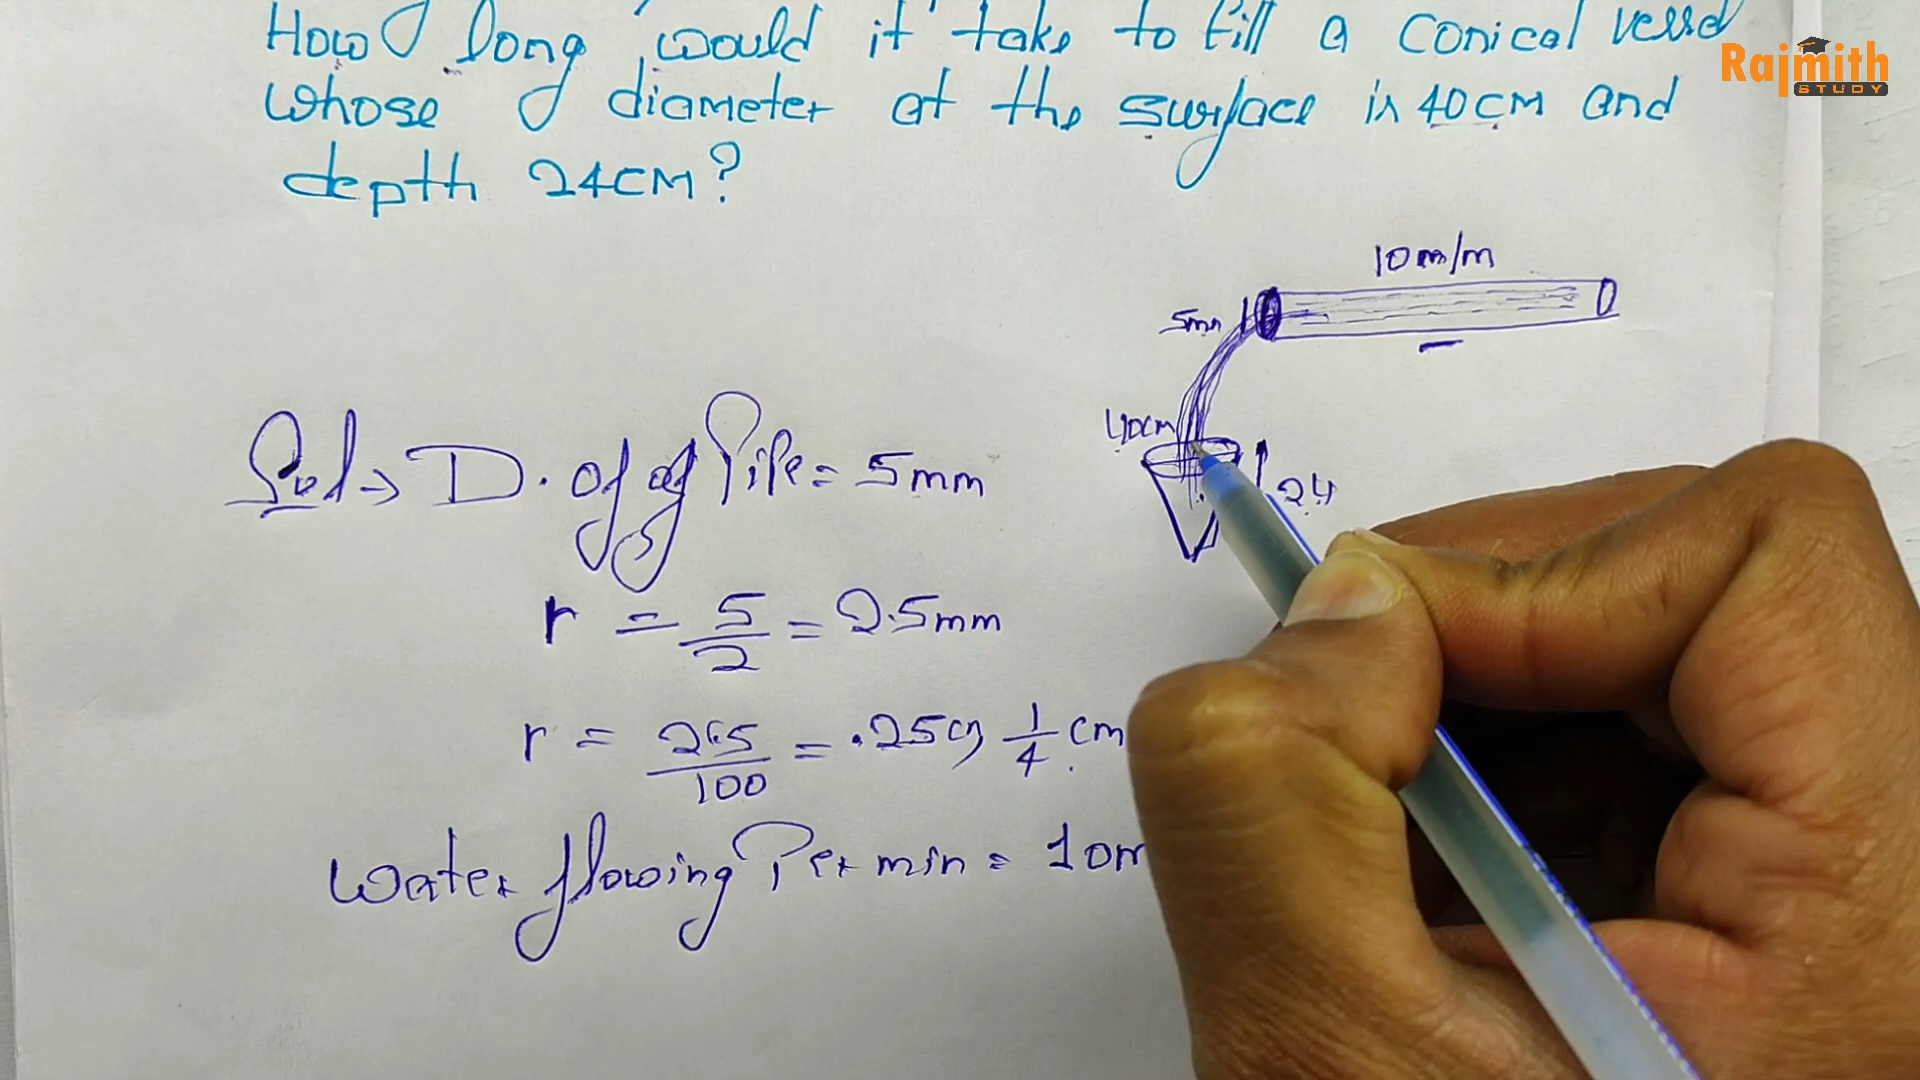 How long would it take to fill a conical vessel
whose diameter at the surface is 40cm and
depth 24cm?
Rajmith
STUDY
10m/m
5mm
40cm
24
Sol→ D. of of Pipe = 5mm
r = 5/2 = 2.5mm
r = 2.5/100 = .25 1/4 cm
Water flowing Per min = 10m